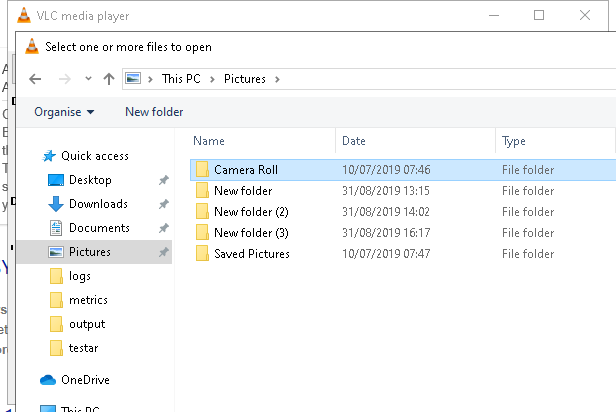 VLC media player
Select one or more files to open
This PC > Pictures >
Organise New folder
Name Date Type
Quick access
Desktop
Downloads
Documents
Pictures
logs
metrics
output
testar
OneDrive
This PC
Camera Roll 10/07/2019 07:46 File folder
New folder 31/08/2019 13:15 File folder
New folder (2) 31/08/2019 14:02 File folder
New folder (3) 31/08/2019 16:17 File folder
Saved Pictures 10/07/2019 07:47 File folder